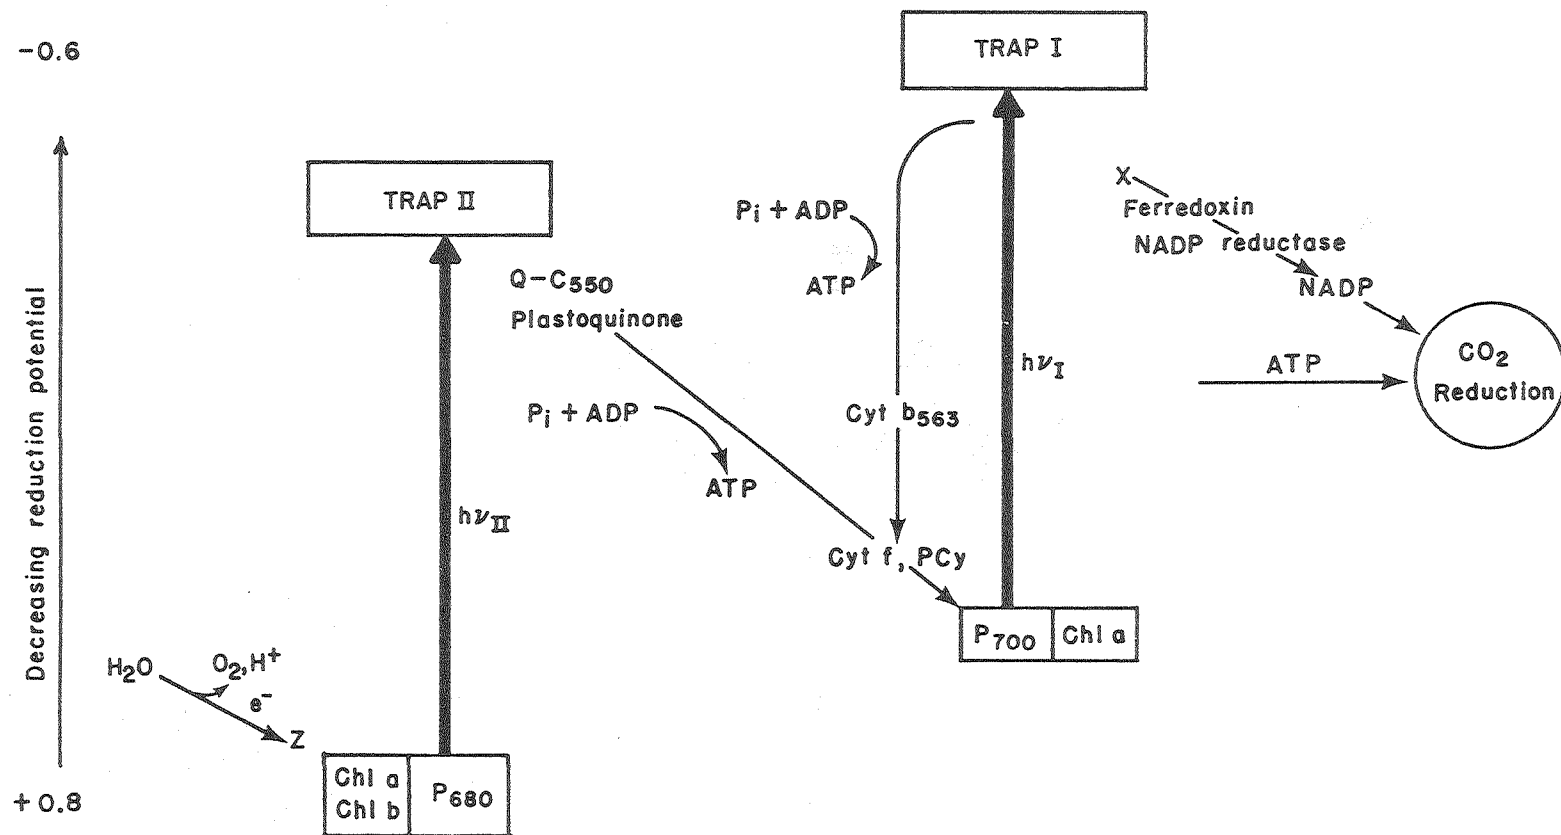 -0.6
TRAP I
TRAP II
X
Ferredoxin
NADP reductase
NADP
Pi + ADP
ATP
Q-C550
Plastoquinone
hνI
ATP
CO2
Reduction
Cyt b563
Pi + ADP
ATP
hνII
Cyt f, PCy
P700
Chl a
Decreasing reduction potential
H2O
O2, H+
e-
Z
Chl a
Chl b
P680
+0.8